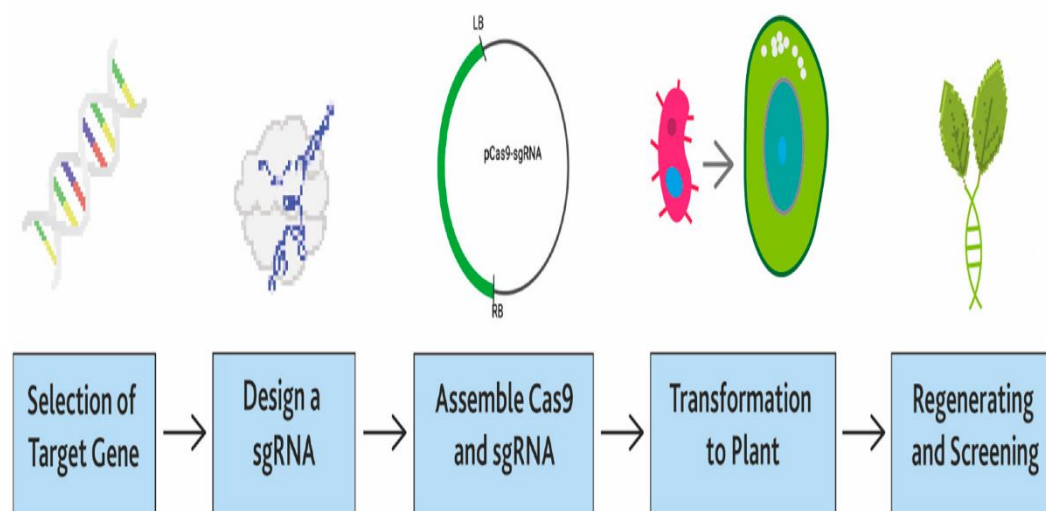 LB
pCas9-sgRNA
RB
Selection of
Target Gene
Design a
sgRNA
Assemble Cas9
and sgRNA
Transformation
to Plant
Regenerating
and Screening